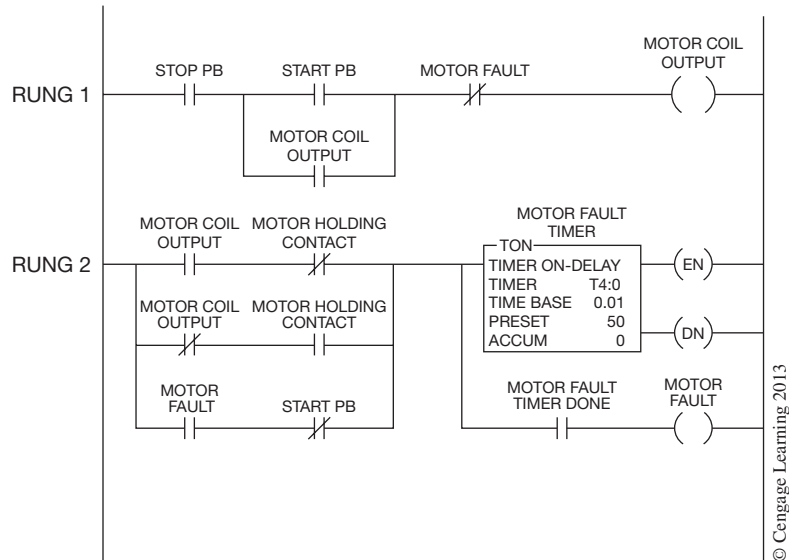 MOTOR COIL
OUTPUT
STOP PB
START PB
MOTOR FAULT
RUNG 1
MOTOR COIL
OUTPUT
MOTOR COIL
OUTPUT
MOTOR HOLDING
CONTACT
MOTOR FAULT
TIMER
RUNG 2
TON
TIMER ON-DELAY
TIMER T4:0
TIME BASE 0.01
PRESET 50
ACCUM 0
EN
DN
MOTOR COIL
OUTPUT
MOTOR HOLDING
CONTACT
MOTOR
FAULT
START PB
MOTOR FAULT
TIMER DONE
MOTOR
FAULT
© Cengage Learning 2013